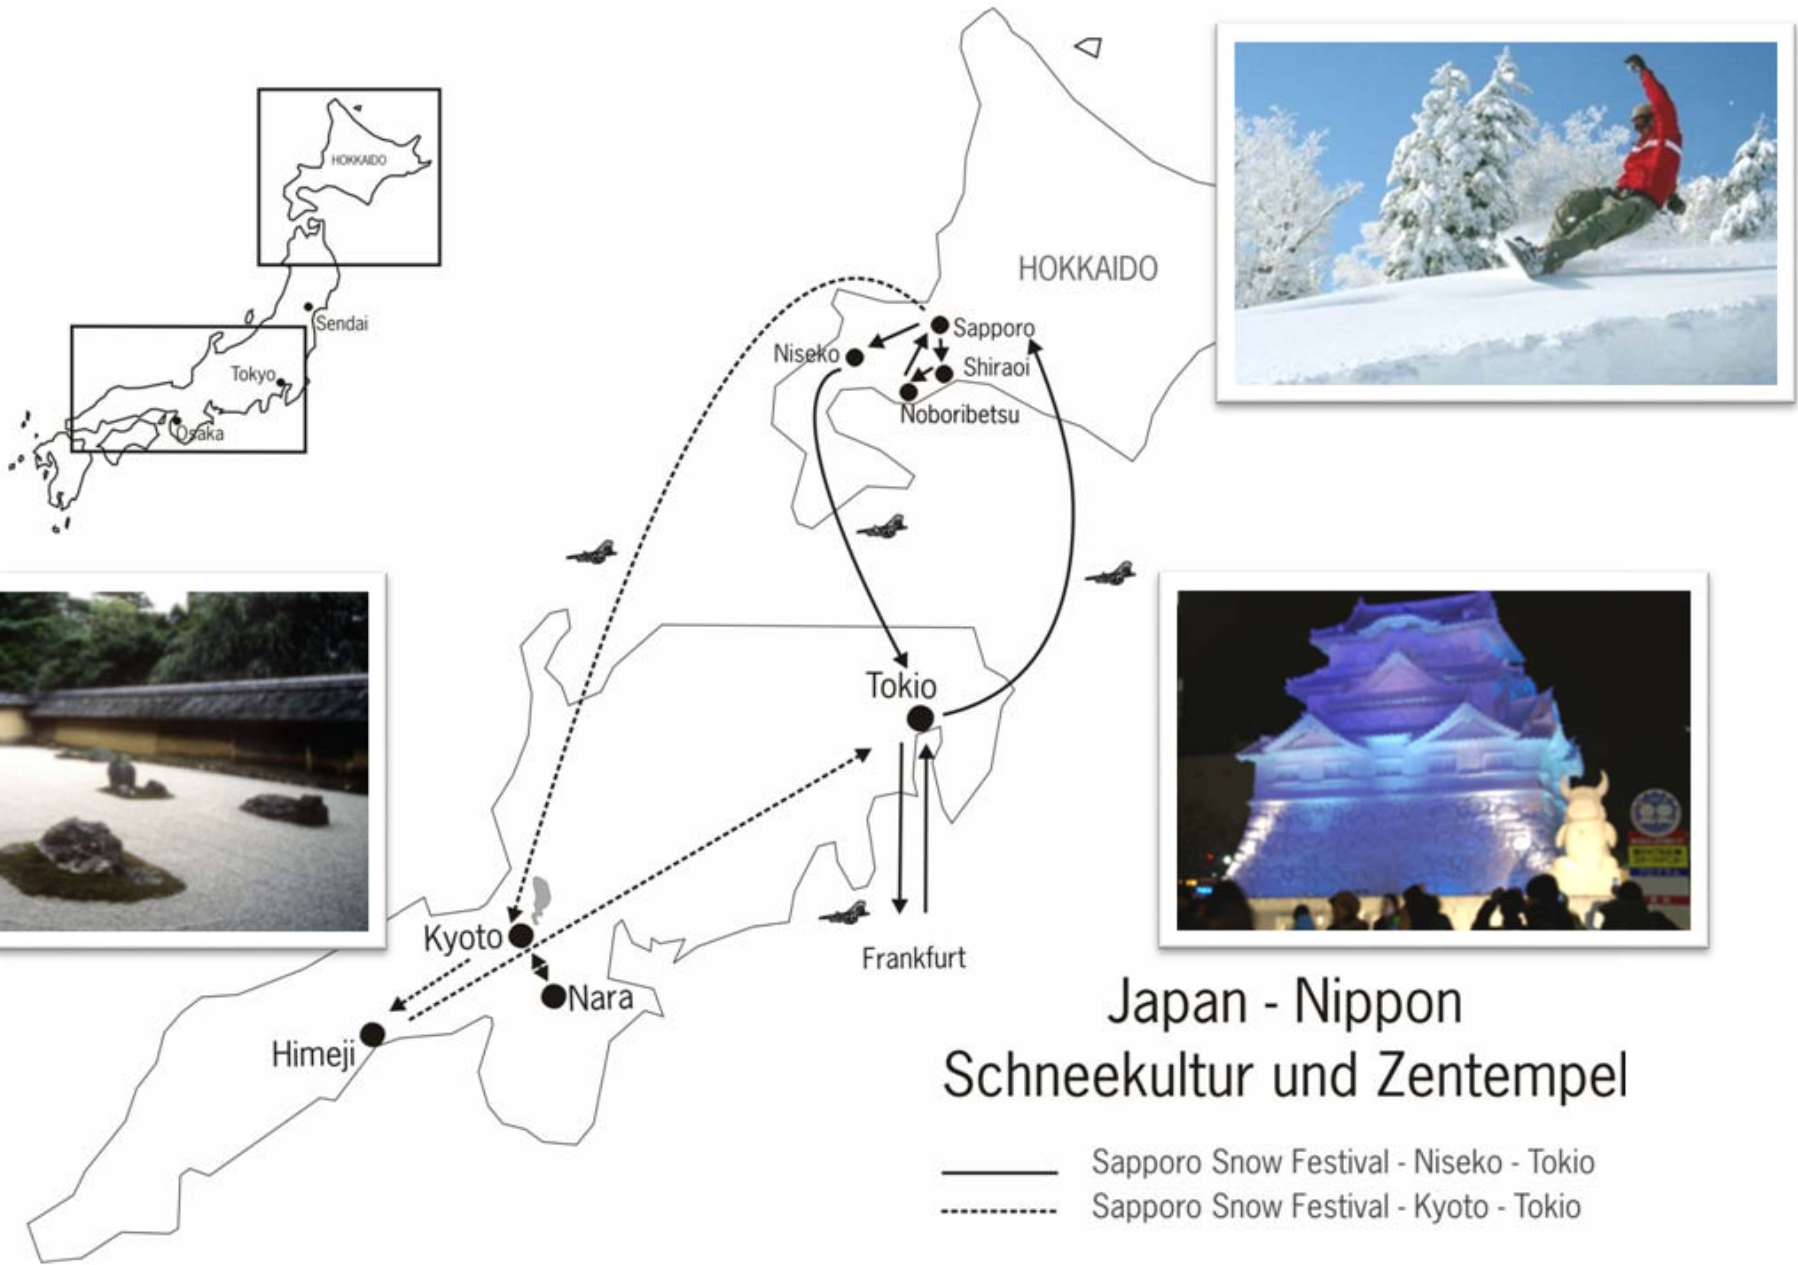 HOKKAIDO
Sendai
Tokyo
Osaka
HOKKAIDO
Sapporo
Niseko
Shiraoi
Noboribetsu
Tokio
Kyoto
Frankfurt
Nara
Himeji
Japan - Nippon
Schneekultur und Zentempel
Sapporo Snow Festival - Niseko - Tokio
Sapporo Snow Festival - Kyoto - Tokio